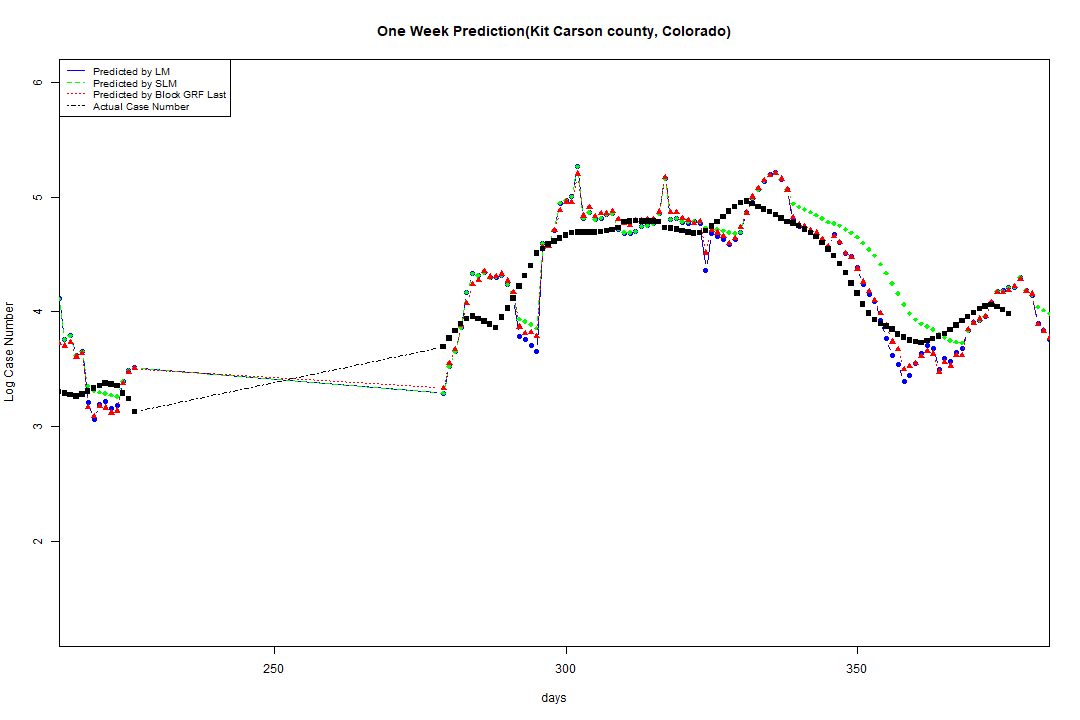 One Week Prediction(Kit Carson county, Colorado)
Predicted by LM
Predicted by SLM
Predicted by Block GRF Last
Actual Case Number
6
5
4
3
2
Log Case Number
250
300
350
days